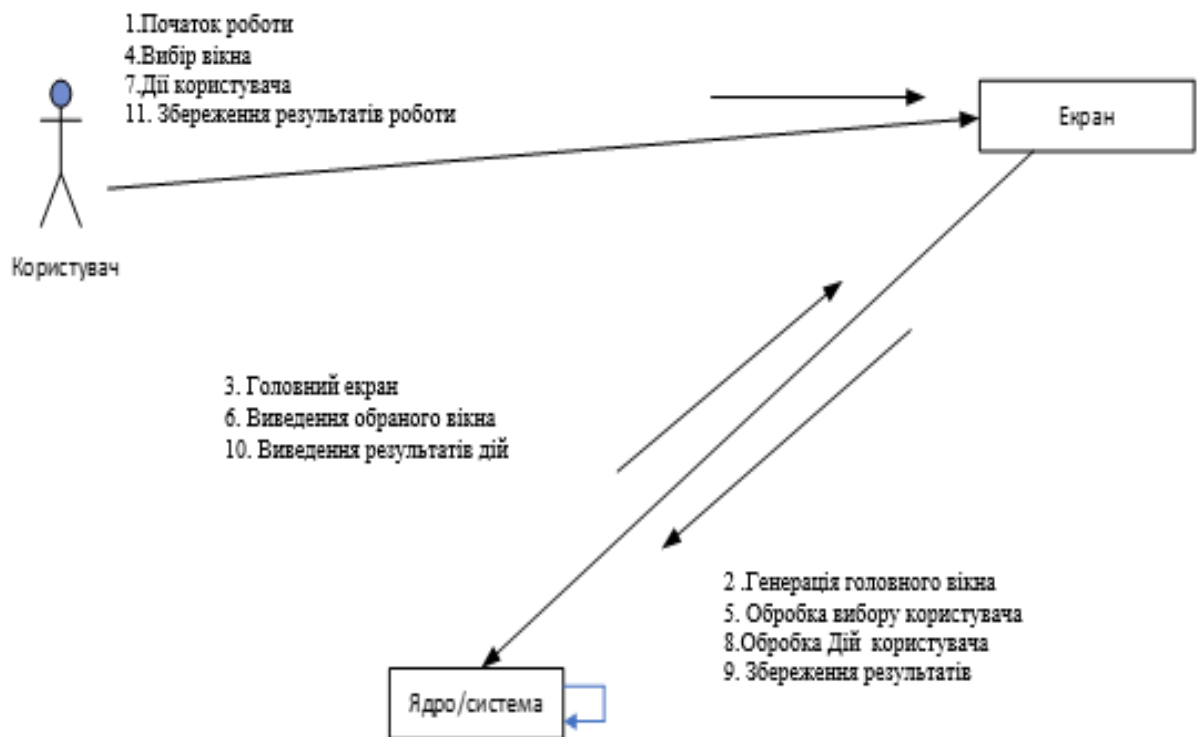 1.Початок роботи
4.Вибір вікна
7.Дії користувача
11. Збереження результатів роботи
Екран
Користувач
3. Головний екран
6. Виведення обраного вікна
10. Виведення результатів дій
2 .Генерація головного вікна
5. Обробка вибору користувача
8.Обробка Дій користувача
9. Збереження результатів
Ядро/система